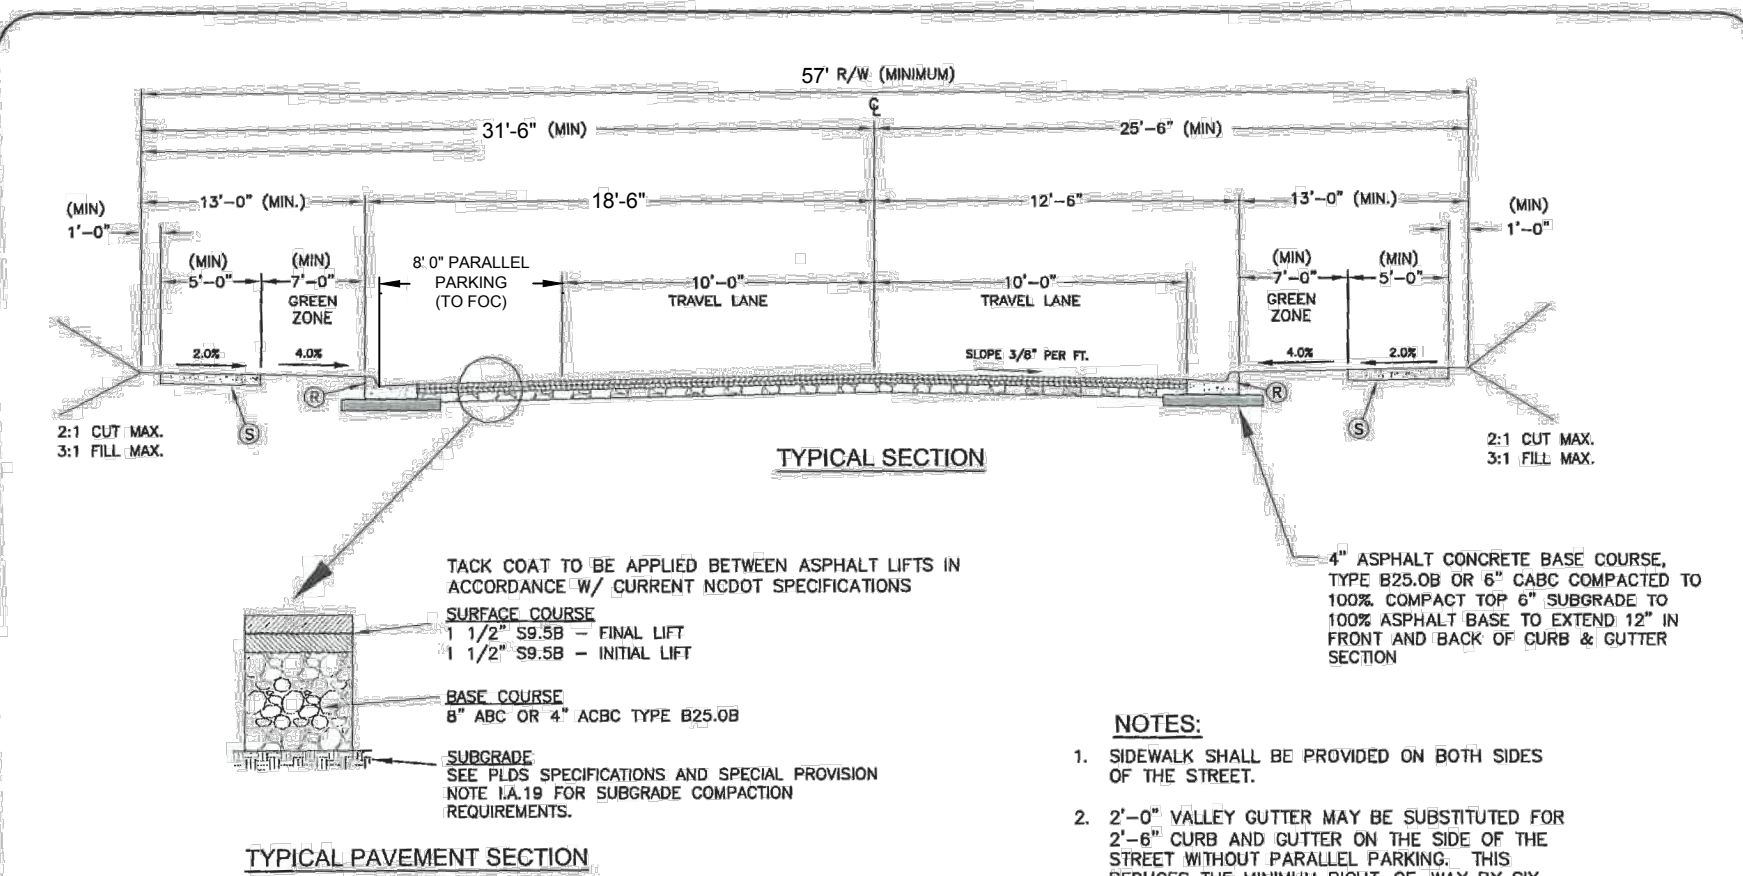 57' R/W (MINIMUM)
℄
31'-6" (MIN)
25'-6" (MIN)
13'-0" (MIN.)
18'-6"
12'-6"
13'-0" (MIN.)
(MIN)
1'-0"
(MIN)
1'-0"
(MIN)
5'-0"
(MIN)
7'-0"
GREEN
ZONE
8' 0" PARALLEL
PARKING
(TO FOC)
10'-0"
TRAVEL LANE
10'-0"
TRAVEL LANE
(MIN)
7'-0"
GREEN
ZONE
(MIN)
5'-0"
2.0%
4.0%
SLOPE 3/8" PER FT.
4.0%
2.0%
R
S
R
S
2:1 CUT MAX.
3:1 FILL MAX.
2:1 CUT MAX.
3:1 FILL MAX.
TYPICAL SECTION
TACK COAT TO BE APPLIED BETWEEN ASPHALT LIFTS IN
ACCORDANCE W/ CURRENT NCDOT SPECIFICATIONS
SURFACE COURSE
1 1/2" S9.5B - FINAL LIFT
1 1/2" S9.5B - INITIAL LIFT
BASE COURSE
8" ABC OR 4" ACBC TYPE B25.0B
SUBGRADE
SEE PLDS SPECIFICATIONS AND SPECIAL PROVISION
NOTE I.A.19 FOR SUBGRADE COMPACTION
REQUIREMENTS.
TYPICAL PAVEMENT SECTION
4" ASPHALT CONCRETE BASE COURSE,
TYPE B25.0B OR 6" CABC COMPACTED TO
100%. COMPACT TOP 6" SUBGRADE TO
100% ASPHALT BASE TO EXTEND 12" IN
FRONT AND BACK OF CURB & GUTTER
SECTION
NOTES:
1. SIDEWALK SHALL BE PROVIDED ON BOTH SIDES
OF THE STREET.
2. 2'-0" VALLEY GUTTER MAY BE SUBSTITUTED FOR
2'-6" CURB AND GUTTER ON THE SIDE OF THE
STREET WITHOUT PARALLEL PARKING. THIS
REDUCES THE MINIMUM RIGHT-OF-WAY BY SIX